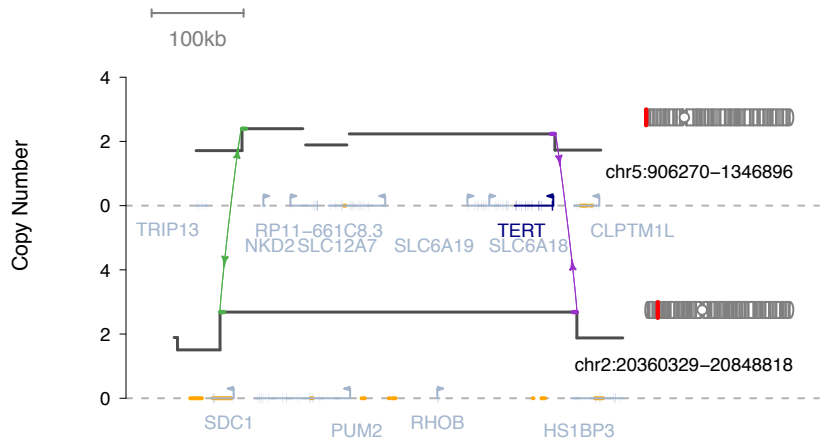 100kb
Copy Number
4
2
0
chr5:906270−1346896
TRIP13
RP11−661C8.3
TERT
CLPTM1L
NKD2
SLC12A7
SLC6A19
SLC6A18
4
2
0
chr2:20360329−20848818
SDC1
PUM2
RHOB
HS1BP3